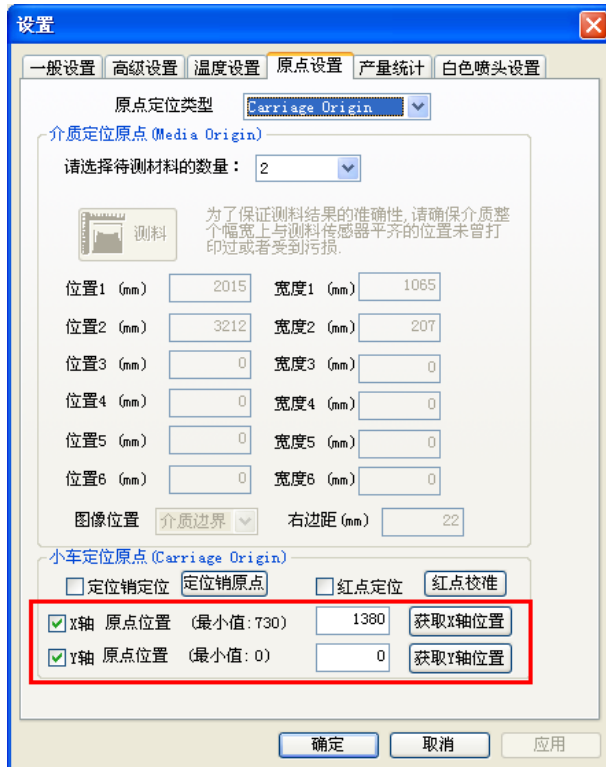 设置
一般设置 高级设置 温度设置 原点设置 产量统计 白色喷头设置
原点定位类型 Carriage Origin
介质定位原点(Media Origin)
请选择待测材料的数量： 2
测料
为了保证测料结果的准确性,请确保介质整
个幅宽上与测料传感器平齐的位置未曾打
印过或者受到污损.
位置1 (mm) 2015 宽度1 (mm) 1065
位置2 (mm) 3212 宽度2 (mm) 207
位置3 (mm) 0 宽度3 (mm) 0
位置4 (mm) 0 宽度4 (mm) 0
位置5 (mm) 0 宽度5 (mm) 0
位置6 (mm) 0 宽度6 (mm) 0
图像位置 介质边界 右边距(mm) 22
小车定位原点(Carriage Origin)
定位销定位 定位销原点 红点定位 红点校准
X轴 原点位置 (最小值:730) 1380 获取X轴位置
Y轴 原点位置 (最小值:0) 0 获取Y轴位置
确定 取消 应用